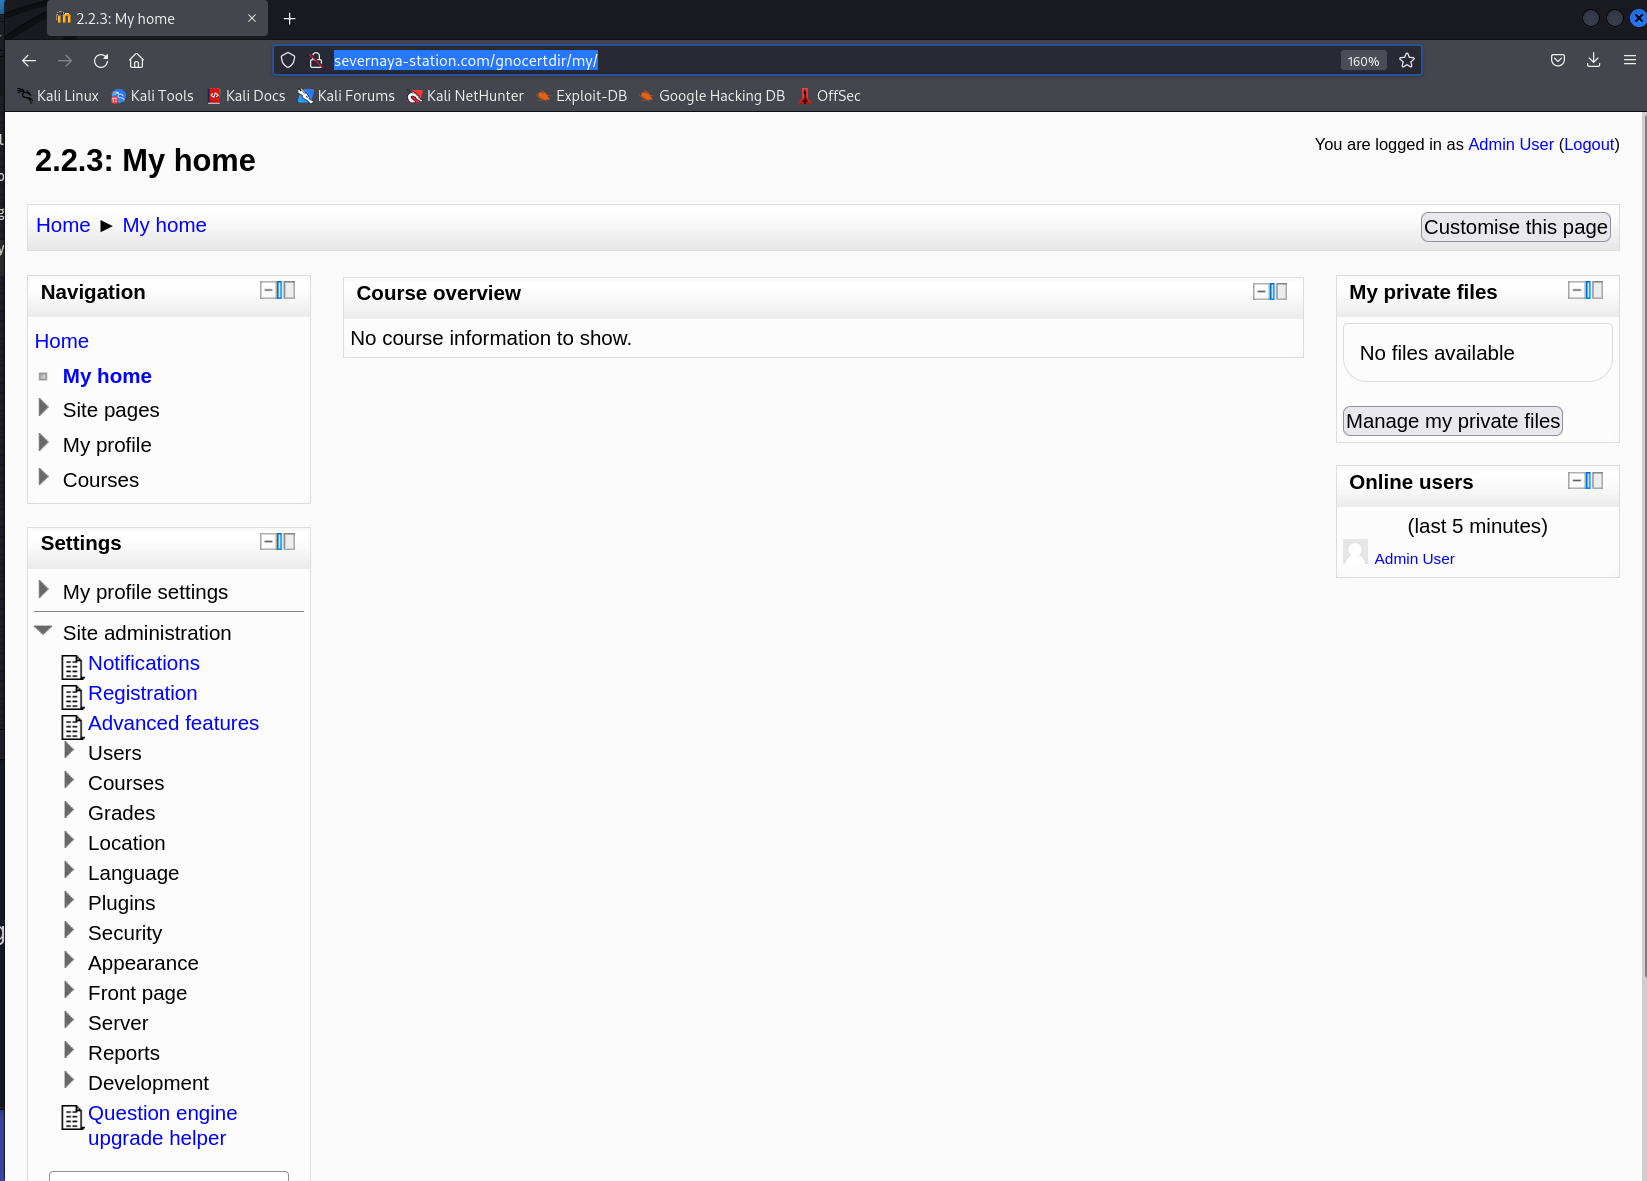 2.2.3: My home
severnaya-station.com/gnocertdir/my/
160%
Kali Linux Kali Tools Kali Docs Kali Forums Kali NetHunter Exploit-DB Google Hacking DB OffSec
2.2.3: My home
You are logged in as Admin User (Logout)
Home ► My home
Customise this page
Navigation
Home
My home
Site pages
My profile
Courses
Settings
My profile settings
Site administration
Notifications
Registration
Advanced features
Users
Courses
Grades
Location
Language
Plugins
Security
Appearance
Front page
Server
Reports
Development
Question engine
upgrade helper
Course overview
No course information to show.
My private files
No files available
Manage my private files
Online users
(last 5 minutes)
Admin User